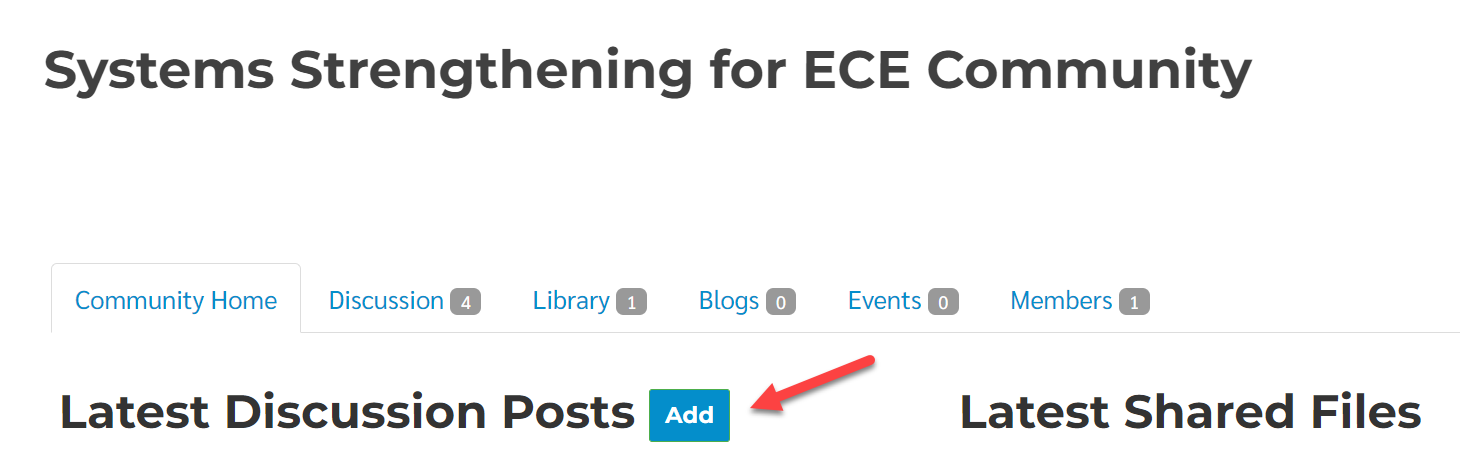 Systems Strengthening for ECE Community
Community Home Discussion 4 Library 1 Blogs 0 Events 0 Members 1
Latest Discussion Posts Add Latest Shared Files